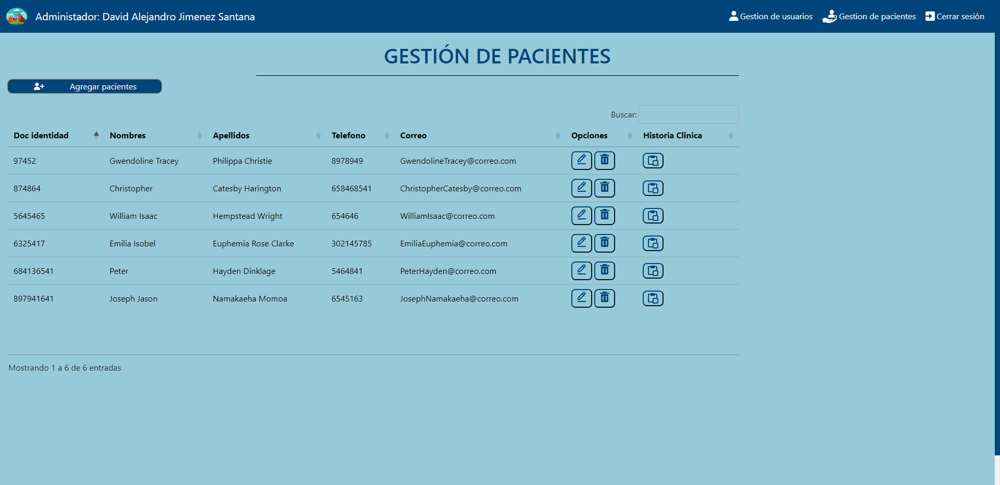 Administador: David Alejandro Jimenez Santana Gestion de usuarios Gestion de pacientes Cerrar sesión
GESTIÓN DE PACIENTES
Agregar pacientes
Buscar:
Doc identidad Nombres Apellidos Telefono Correo Opciones Historia Clinica
97452 Gwendoline Tracey Philippa Christie 8978949 GwendolineTracey@correo.com
874864 Christopher Catesby Harington 658468541 ChristopherCatesby@correo.com
5645465 William Isaac Hempstead Wright 654646 WilliamIsaac@correo.com
6325417 Emilia Isobel Euphemia Rose Clarke 302145785 EmiliaEuphemia@correo.com
684136541 Peter Hayden Dinklage 5464841 PeterHayden@correo.com
897941641 Joseph Jason Namakaeha Momoa 6545163 JosephNamakaeha@correo.com
Mostrando 1 a 6 de 6 entradas